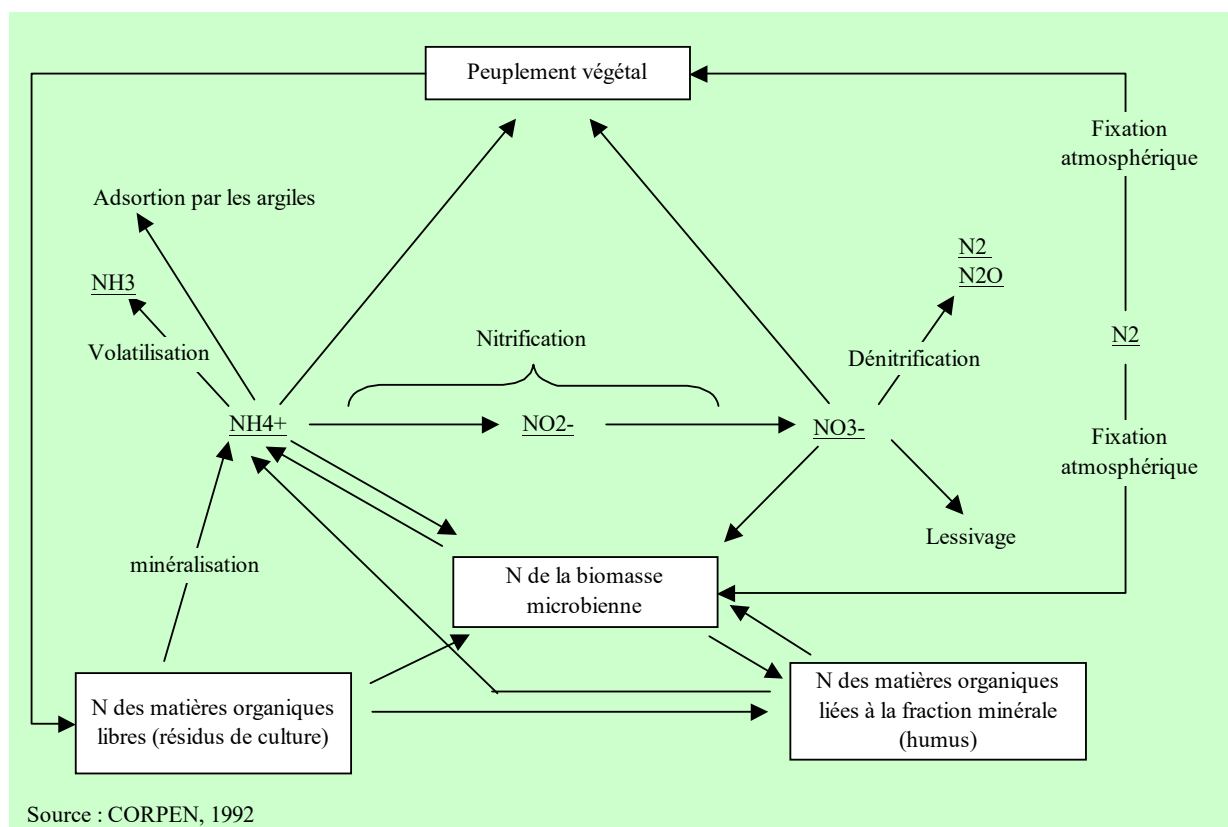 Peuplement végétal
Fixation
atmosphérique
Adsortion par les argiles
N2
N2O
NH3
Nitrification
N2
Volatilisation
Dénitrification
NH4+
NO2-
NO3-
Fixation
atmosphérique
Lessivage
minéralisation
N de la biomasse
microbienne
N des matières organiques
libres (résidus de culture)
N des matières organiques
liées à la fraction minérale
(humus)
Source : CORPEN, 1992